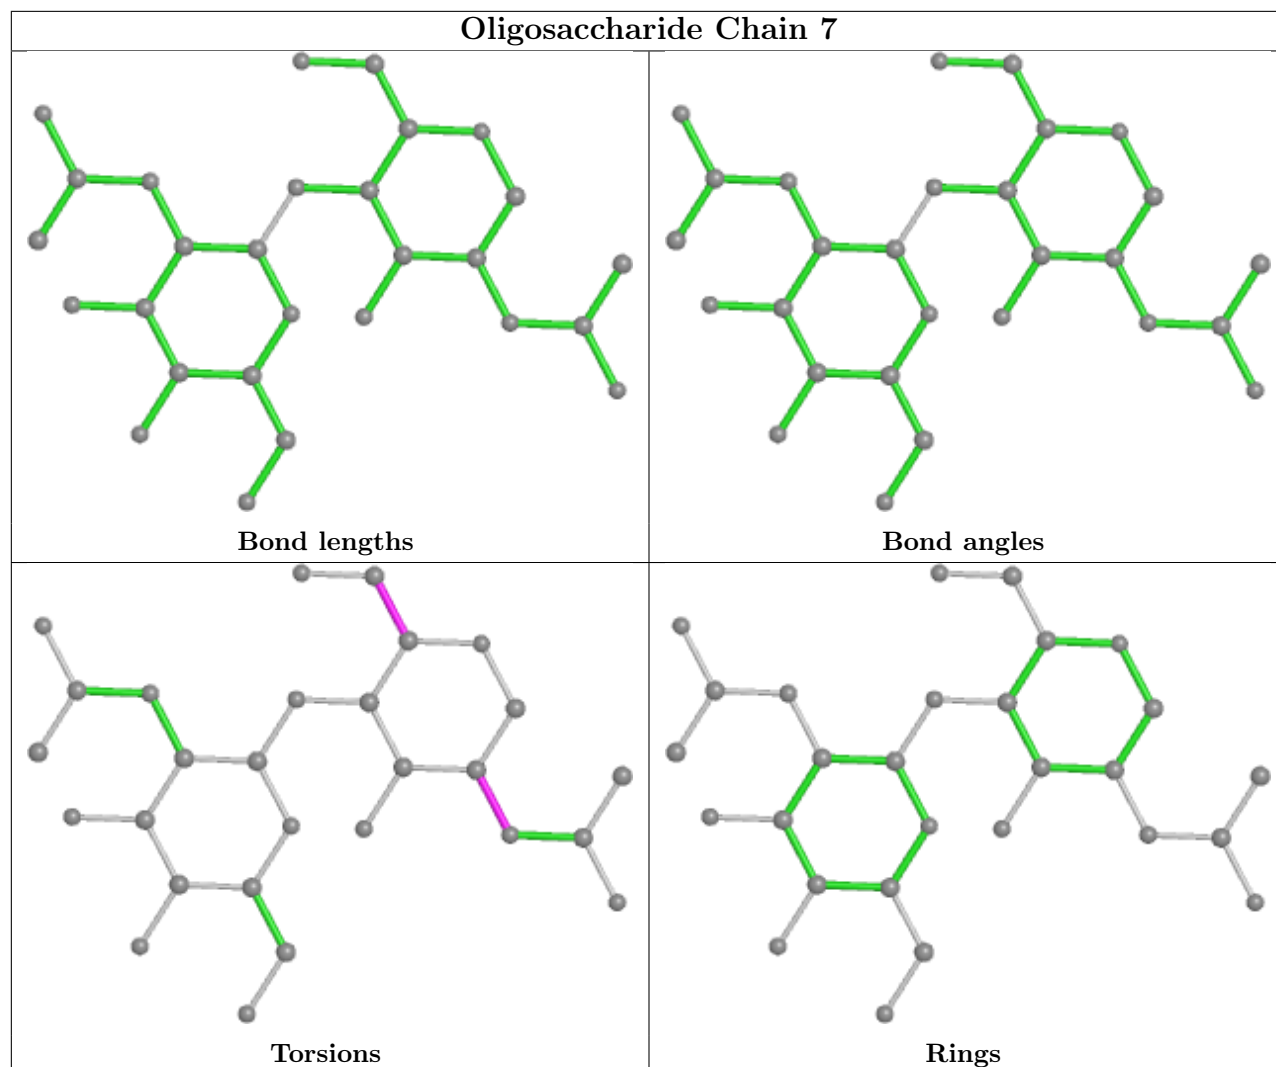 Oligosaccharide Chain 7
Bond lengths
Bond angles
Torsions
Rings